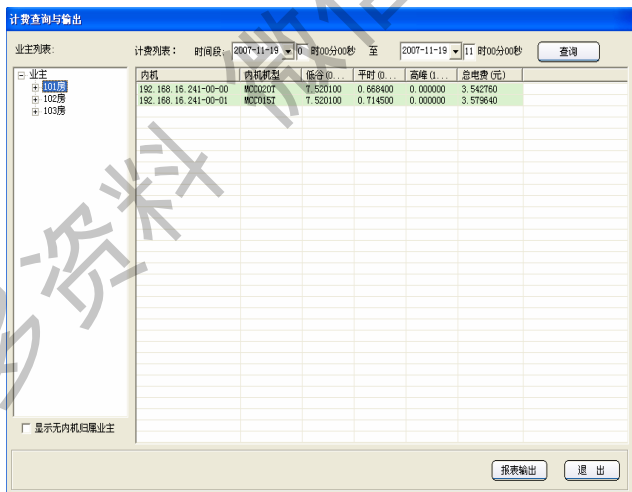 计费查询与输出
业主列表:
计费列表: 时间段: 2007-11-19 0 时00分00秒 至 2007-11-19 11 时00分00秒 查询
业主
101房
102房
103房
内机 内机机型 低谷(0... 平时(0... 高峰(1... 总电费(元)
192.168.16.241-00-00 MCC020T 7.520100 0.668400 0.000000 3.542760
192.168.16.241-00-01 MCC015T 7.520100 0.714500 0.000000 3.579640
显示无内机归属业主
报表输出 退 出
多资料 微信